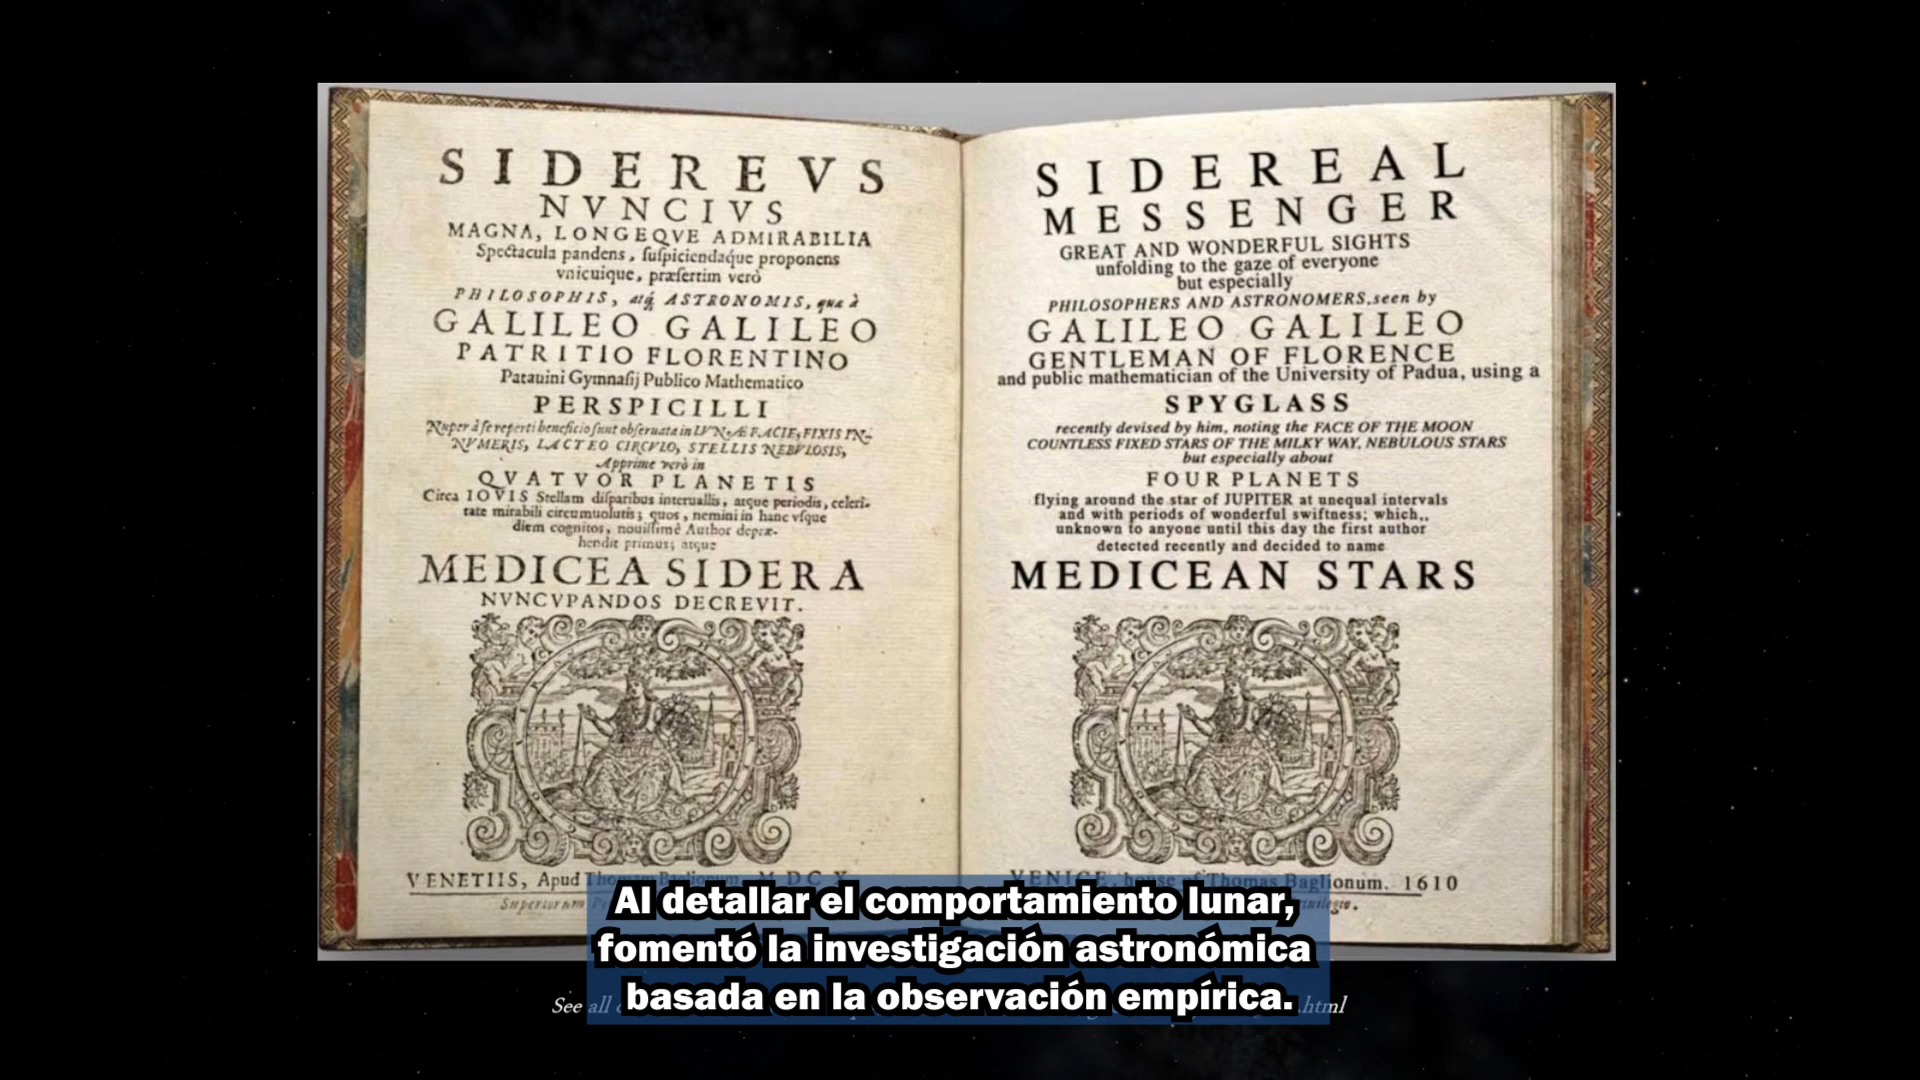 SIDEREVS
NVNCIVS
MAGNA, LONGEQVE ADMIRABILIA
Spectacula pandens, ſuſpiciendaq́ue proponens
vnicuique, præſertim verò
PHILOSOPHIS, atq́ ASTRONOMIS, quæ à
GALILEO GALILEO
PATRITIO FLORENTINO
Patauini Gymnaſij Publico Mathematico
PERSPICILLI
Nuper à ſe reperti beneficio ſunt obſeruata in LVNÆ FACIE, FIXIS IN-
NVMERIS, LACTEO CIRCVLO, STELLIS NEBVLOSIS,
Apprime verò in
QVATVOR PLANETIS
Circa IOVIS Stellam diſparibus interuallis, atque periodis, celeri-
tate mirabili circumuolutis; quos, nemini in hanc vſque
diem cognitos, nouiſſimè Author depræ-
hendit primus; atque
MEDICEA SIDERA
NVNCVPANDOS DECREVIT.
VENETIIS, Apud Thomam Baglionum. MDCX
Superiorum
SIDEREAL
MESSENGER
GREAT AND WONDERFUL SIGHTS
unfolding to the gaze of everyone
but especially
PHILOSOPHERS AND ASTRONOMERS,seen by
GALILEO GALILEO
GENTLEMAN OF FLORENCE
and public mathematician of the University of Padua, using a
SPYGLASS
recently devised by him, noting the FACE OF THE MOON
COUNTLESS FIXED STARS OF THE MILKY WAY, NEBULOUS STARS
but especially about
FOUR PLANETS
flying around the star of JUPITER at unequal intervals
and with periods of wonderful swiftness; which,,
unknown to anyone until this day the first author
detected recently and decided to name
MEDICEAN STARS
VENICE, house of Thomas Baglionum. 1610
Al detallar el comportamiento lunar,
fomentó la investigación astronómica
basada en la observación empírica.
See all
.html